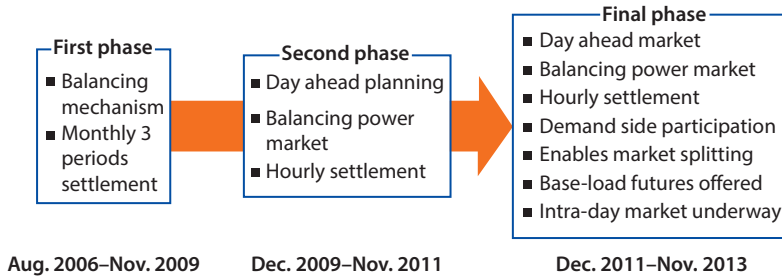 First phase
■ Balancing
mechanism
■ Monthly 3
periods
settlement
Aug. 2006–Nov. 2009
Second phase
■ Day ahead planning
■ Balancing power
market
■ Hourly settlement
Dec. 2009–Nov. 2011
Final phase
■ Day ahead market
■ Balancing power market
■ Hourly settlement
■ Demand side participation
■ Enables market splitting
■ Base-load futures offered
■ Intra-day market underway
Dec. 2011–Nov. 2013